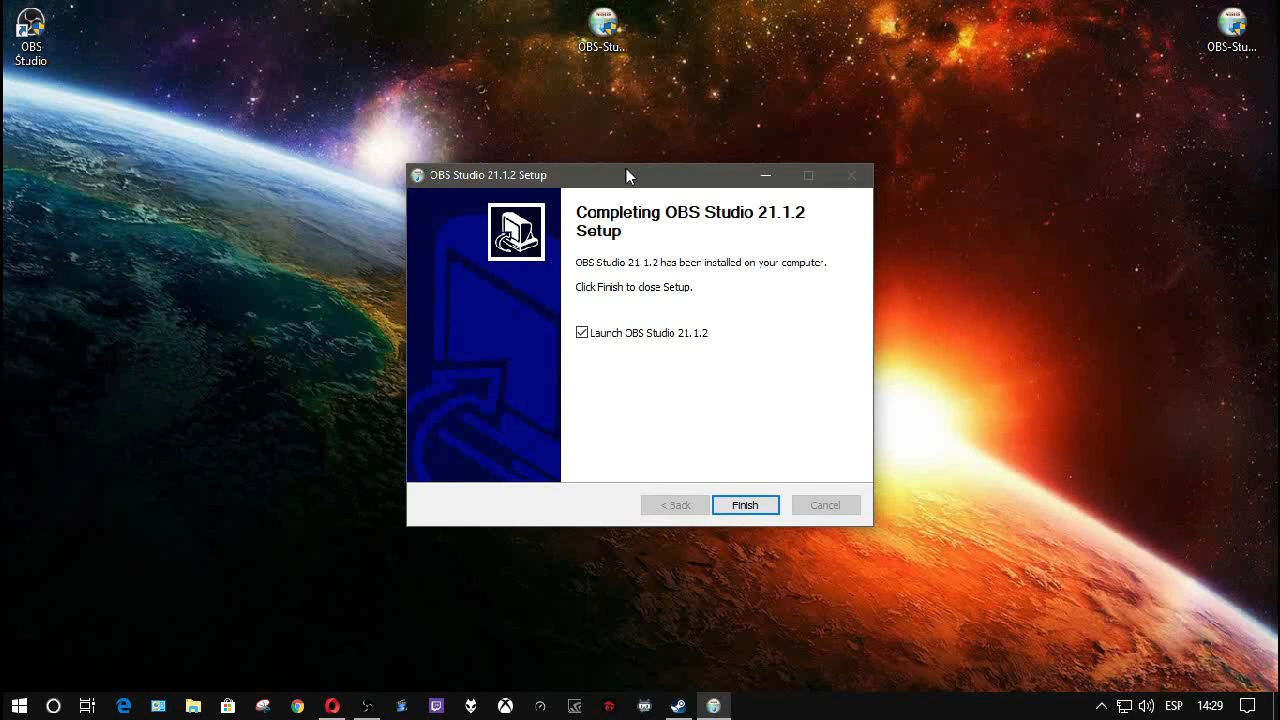 OBS
Studio
OBS-Stu...
OBS-Stu...
OBS Studio 21.1.2 Setup
Completing OBS Studio 21.1.2
Setup
OBS Studio 21.1.2 has been installed on your computer.
Click Finish to close Setup.
Launch OBS Studio 21.1.2
< Back
Finish
Cancel
ESP
14:29